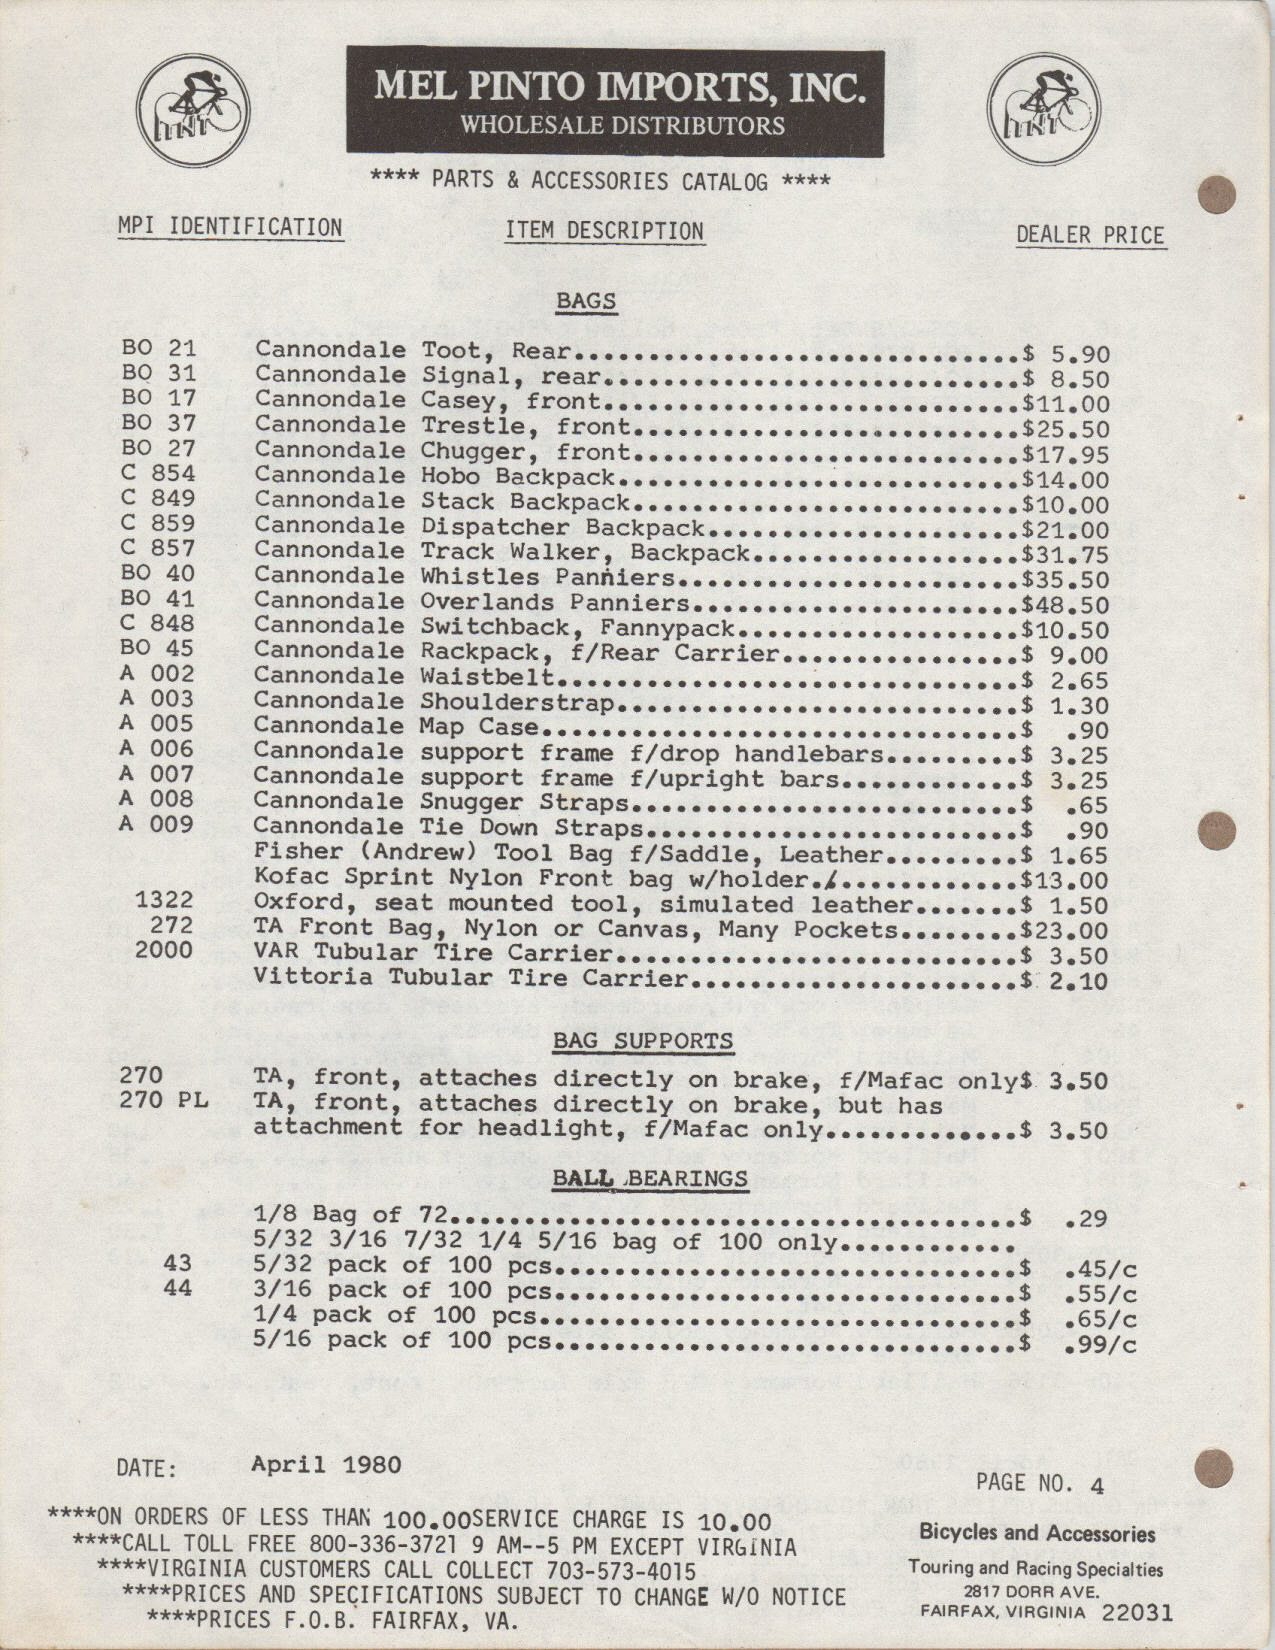 MEL PINTO IMPORTS, INC.
WHOLESALE DISTRIBUTORS
**** PARTS & ACCESSORIES CATALOG ****
MPI IDENTIFICATION ITEM DESCRIPTION DEALER PRICE
BAGS
BO 21 Cannondale Toot, Rear..............................$ 5.90
BO 31 Cannondale Signal, rear............................$ 8.50
BO 17 Cannondale Casey, front............................$11.00
BO 37 Cannondale Trestle, front..........................$25.50
BO 27 Cannondale Chugger, front..........................$17.95
C 854 Cannondale Hobo Backpack...........................$14.00
C 849 Cannondale Stack Backpack..........................$10.00
C 859 Cannondale Dispatcher Backpack.....................$21.00
C 857 Cannondale Track Walker, Backpack..................$31.75
BO 40 Cannondale Whistles Panniers.......................$35.50
BO 41 Cannondale Overlands Panniers......................$48.50
C 848 Cannondale Switchback, Fannypack...................$10.50
BO 45 Cannondale Rackpack, f/Rear Carrier................$ 9.00
A 002 Cannondale Waistbelt...............................$ 2.65
A 003 Cannondale Shoulderstrap...........................$ 1.30
A 005 Cannondale Map Case................................$ .90
A 006 Cannondale support frame f/drop handlebars.........$ 3.25
A 007 Cannondale support frame f/upright bars............$ 3.25
A 008 Cannondale Snugger Straps..........................$ .65
A 009 Cannondale Tie Down Straps.........................$ .90
Fisher (Andrew) Tool Bag f/Saddle, Leather.........$ 1.65
Kofac Sprint Nylon Front bag w/holder./............$13.00
1322 Oxford, seat mounted tool, simulated leather.......$ 1.50
272 TA Front Bag, Nylon or Canvas, Many Pockets........$23.00
2000 VAR Tubular Tire Carrier...........................$ 3.50
Vittoria Tubular Tire Carrier......................$ 2.10
BAG SUPPORTS
270 TA, front, attaches directly on brake, f/Mafac only$ 3.50
270 PL TA, front, attaches directly on brake, but has
attachment for headlight, f/Mafac only.............$ 3.50
BALL BEARINGS
1/8 Bag of 72......................................$ .29
5/32 3/16 7/32 1/4 5/16 bag of 100 only............
43 5/32 pack of 100 pcs...............................$ .45/c
44 3/16 pack of 100 pcs...............................$ .55/c
1/4 pack of 100 pcs................................$ .65/c
5/16 pack of 100 pcs...............................$ .99/c
DATE: April 1980
PAGE NO. 4
****ON ORDERS OF LESS THAN 100.00SERVICE CHARGE IS 10.00
****CALL TOLL FREE 800-336-3721 9 AM--5 PM EXCEPT VIRGINIA
****VIRGINIA CUSTOMERS CALL COLLECT 703-573-4015
****PRICES AND SPECIFICATIONS SUBJECT TO CHANGE W/O NOTICE
****PRICES F.O.B. FAIRFAX, VA.
Bicycles and Accessories
Touring and Racing Specialties
2817 DORR AVE.
FAIRFAX, VIRGINIA 22031